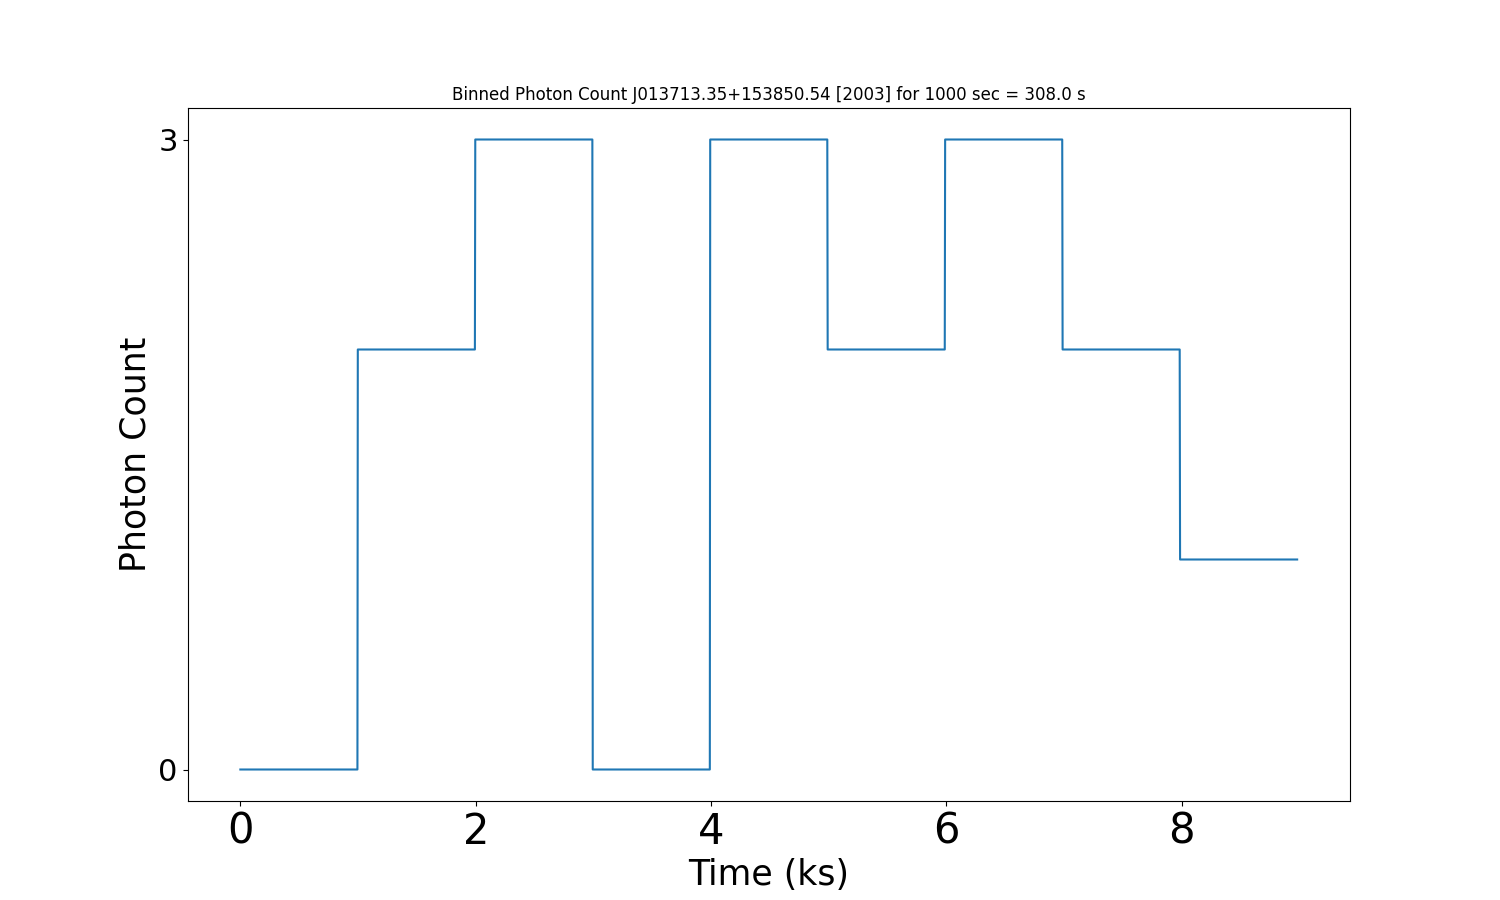 Binned Photon Count J013713.35+153850.54 [2003] for 1000 sec = 308.0 s
3
0
Photon Count
0 2 4 6 8
Time (ks)